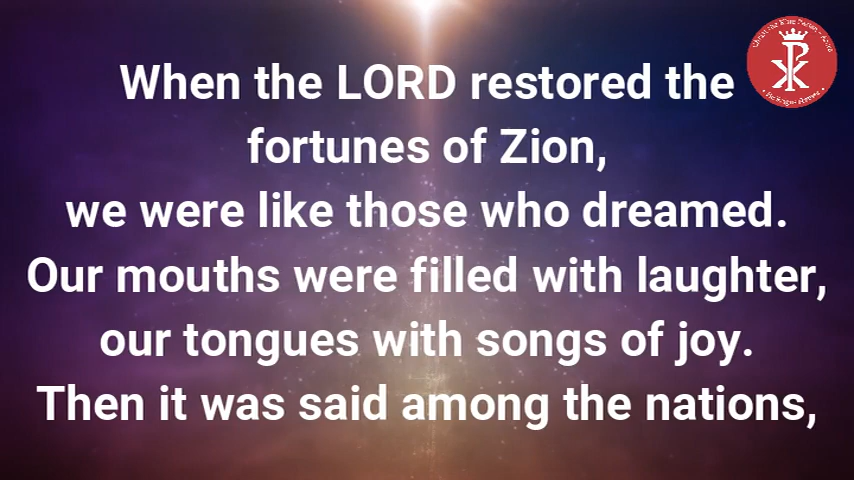 When the LORD restored the
fortunes of Zion,
we were like those who dreamed.
Our mouths were filled with laughter,
our tongues with songs of joy.
Then it was said among the nations,